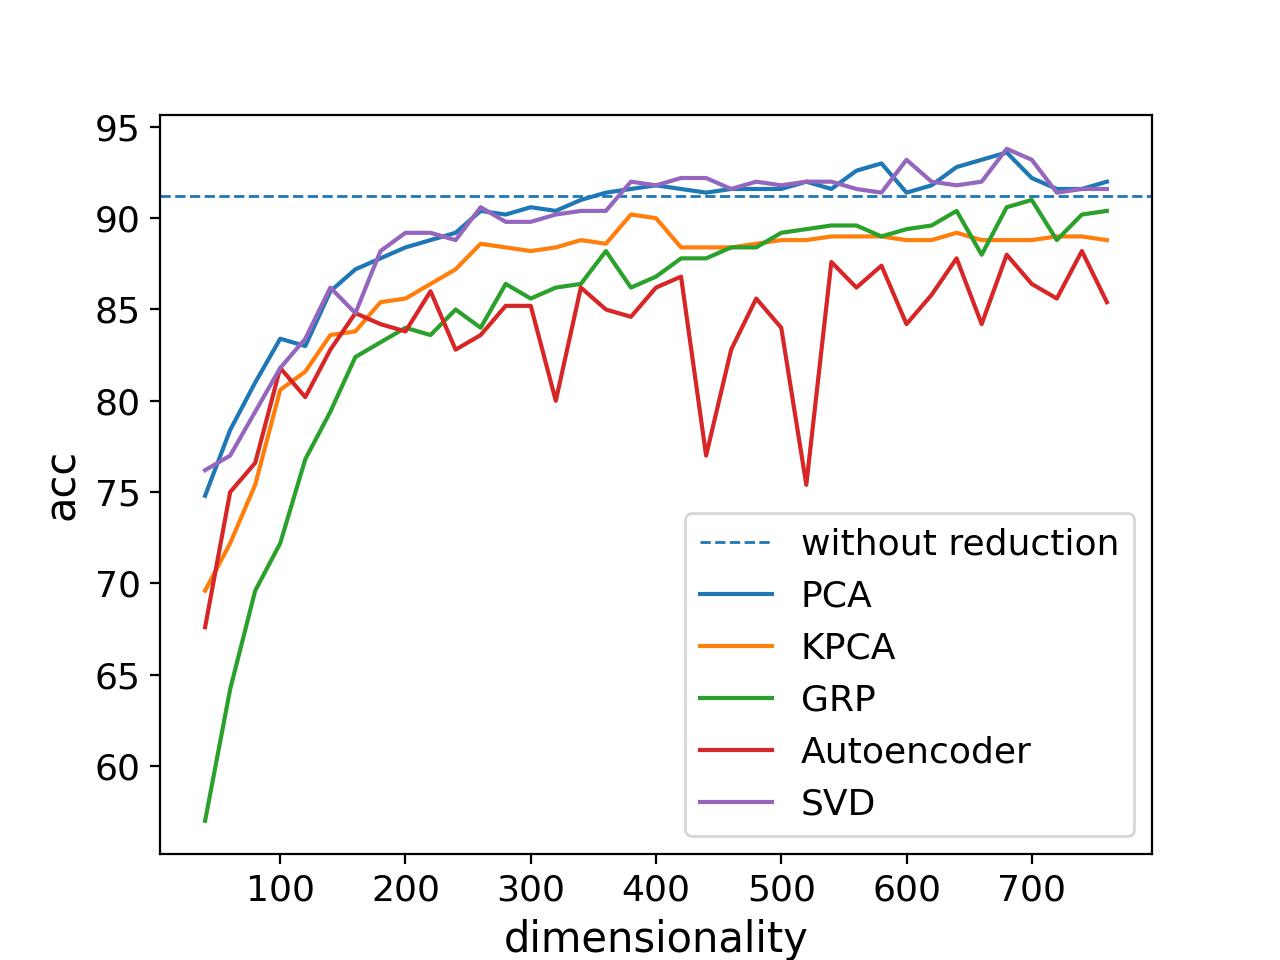 95
90
85
80
75
70
65
60
acc
without reduction
PCA
KPCA
GRP
Autoencoder
SVD
100 200 300 400 500 600 700
dimensionality